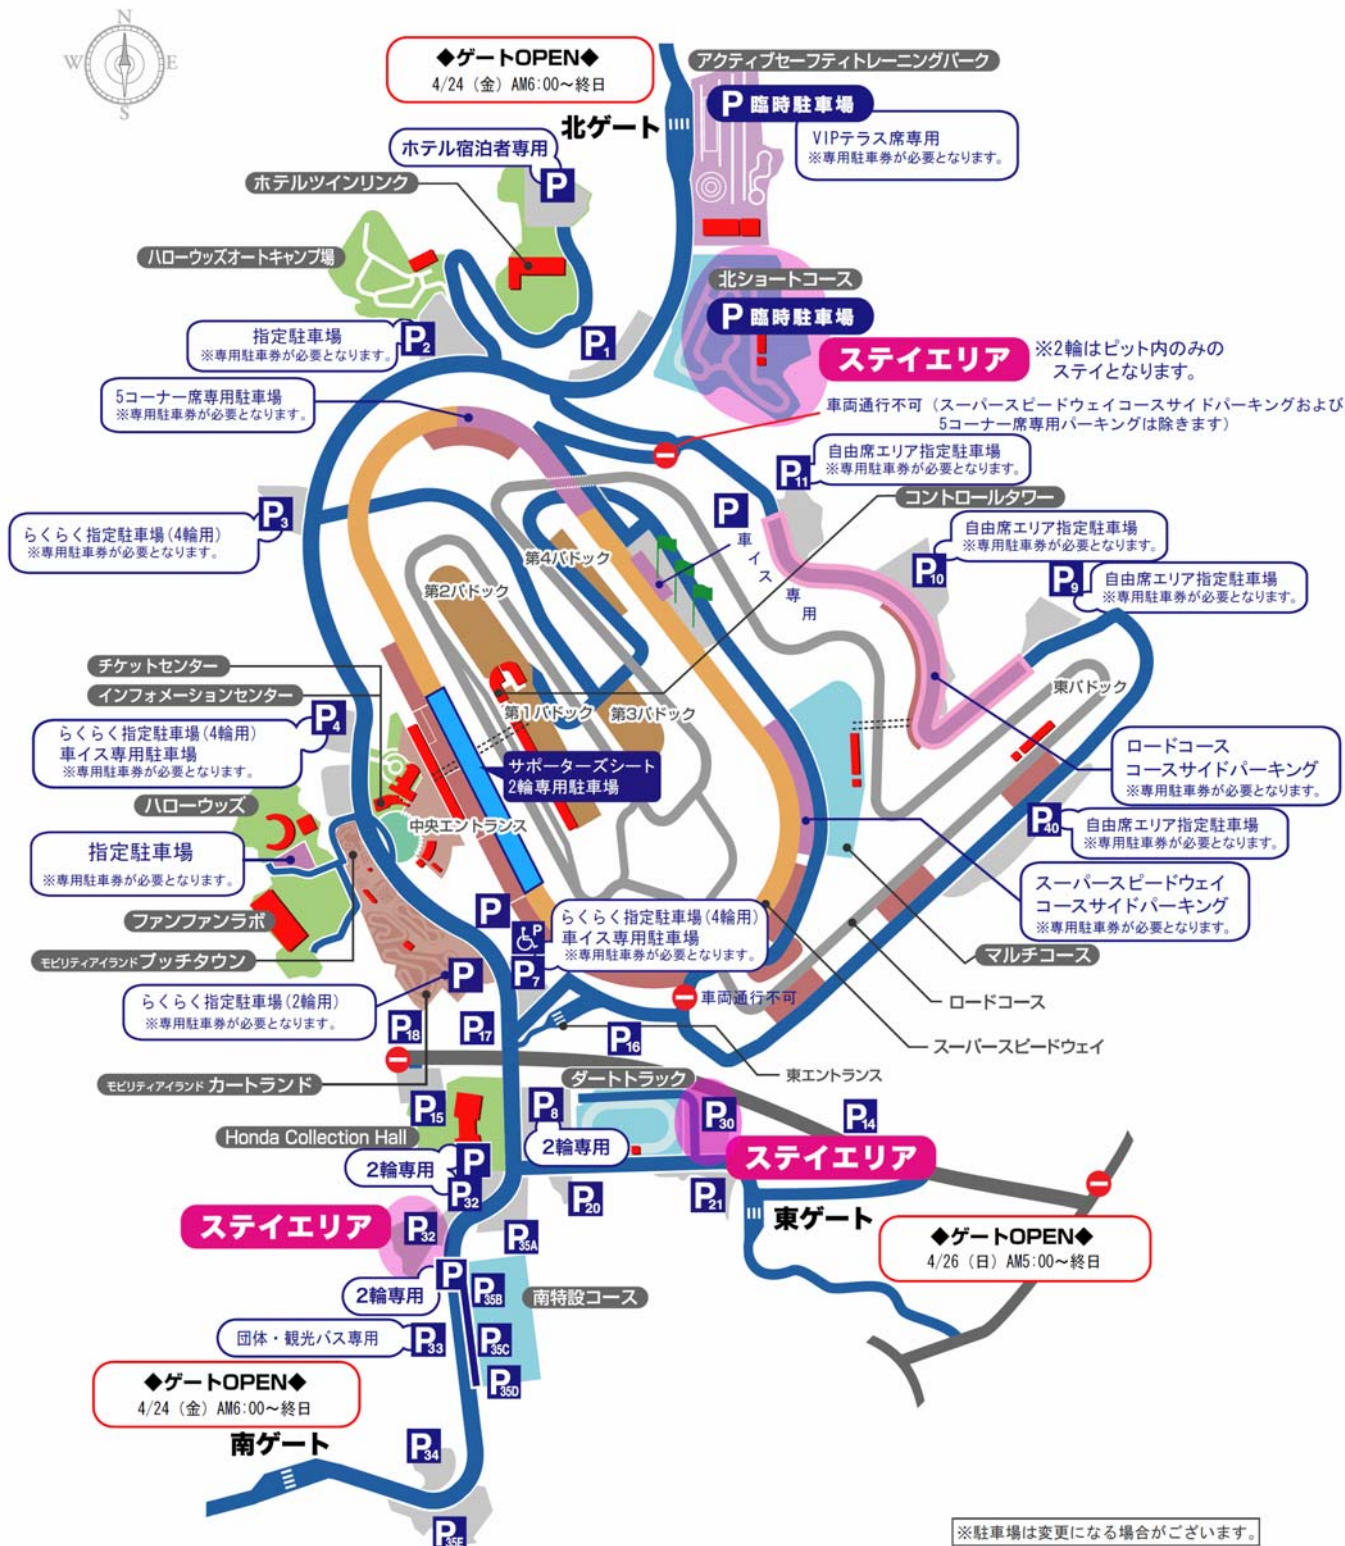 N
W
E
S
◆ゲートOPEN◆
4/24（金）AM6:00～終日
北ゲート
アクティブセーフティトレーニングパーク
P 臨時駐車場
VIPテラス席専用
※専用駐車券が必要となります。
ホテル宿泊者専用
P
ホテルツインリンク
ハローウッズオートキャンプ場
北ショートコース
P 臨時駐車場
ステイエリア
※2輪はピット内のみの
ステイとなります。
指定駐車場
※専用駐車券が必要となります。
P2
P1
5コーナー席専用駐車場
※専用駐車券が必要となります。
車両通行不可（スーパースピードウェイコースサイドパーキングおよび
5コーナー席専用パーキングは除きます）
自由席エリア指定駐車場
※専用駐車券が必要となります。
P11
コントロールタワー
P
車イス専用
らくらく指定駐車場（4輪用）
※専用駐車券が必要となります。
P3
自由席エリア指定駐車場
※専用駐車券が必要となります。
P10
自由席エリア指定駐車場
※専用駐車券が必要となります。
P9
第4パドック
第2パドック
チケットセンター
インフォメーションセンター
らくらく指定駐車場（4輪用）
車イス専用駐車場
※専用駐車券が必要となります。
P4
第1パドック
第3パドック
東パドック
サポーターズシート
2輪専用駐車場
ロードコース
コースサイドパーキング
※専用駐車券が必要となります。
ハローウッズ
中央エントランス
P40
自由席エリア指定駐車場
※専用駐車券が必要となります。
指定駐車場
※専用駐車券が必要となります。
スーパースピードウェイ
コースサイドパーキング
※専用駐車券が必要となります。
ファンファンラボ
P
P
P7
らくらく指定駐車場（4輪用）
車イス専用駐車場
※専用駐車券が必要となります。
マルチコース
モビリティアイランド プッチタウン
らくらく指定駐車場（2輪用）
※専用駐車券が必要となります。
P
車両通行不可
ロードコース
P18
P17
P16
スーパースピードウェイ
モビリティアイランド カートランド
東エントランス
ダートトラック
P15
P8
P30
P14
Honda Collection Hall
2輪専用
2輪専用
P
P32
ステイエリア
P20
P21
東ゲート
◆ゲートOPEN◆
4/26（日）AM5:00～終日
ステイエリア
P32
P35A
2輪専用
P
P35B
南特設コース
団体・観光バス専用
P33
P35C
P35D
◆ゲートOPEN◆
4/24（金）AM6:00～終日
南ゲート
P34
P35E
※駐車場は変更になる場合がございます。